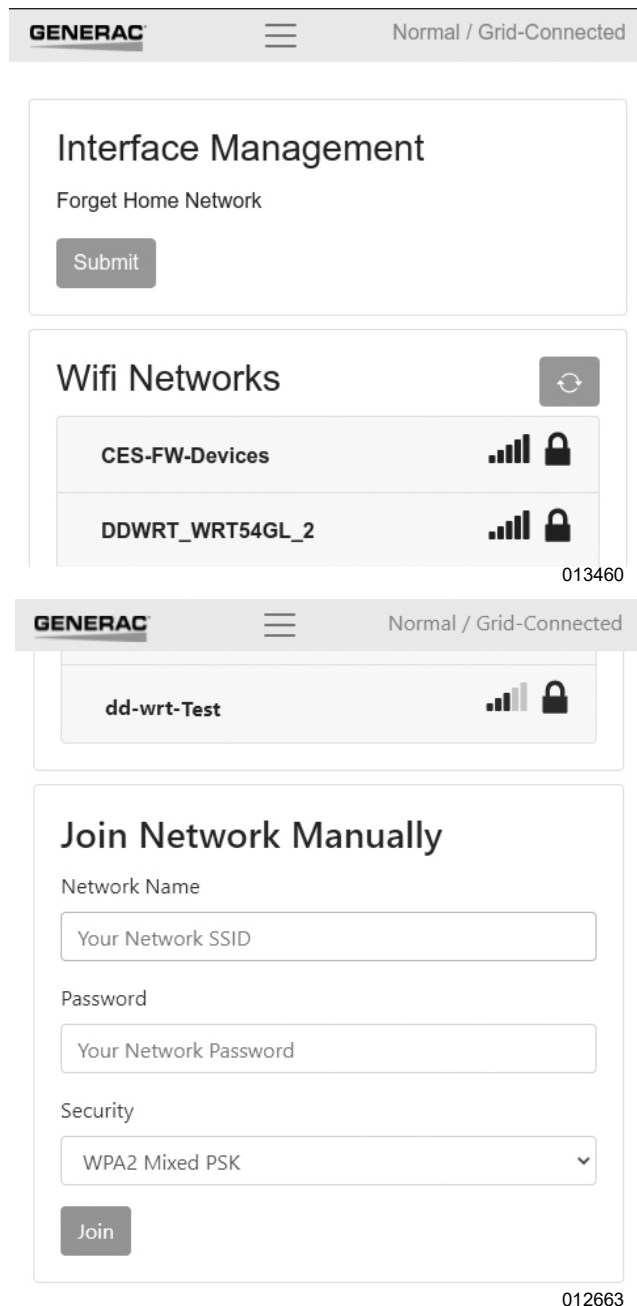 GENERAC Normal / Grid-Connected
Interface Management
Forget Home Network
Submit
Wifi Networks
CES-FW-Devices
DDWRT_WRT54GL_2
013460
GENERAC Normal / Grid-Connected
dd-wrt-Test
Join Network Manually
Network Name
Your Network SSID
Password
Your Network Password
Security
WPA2 Mixed PSK
Join
012663